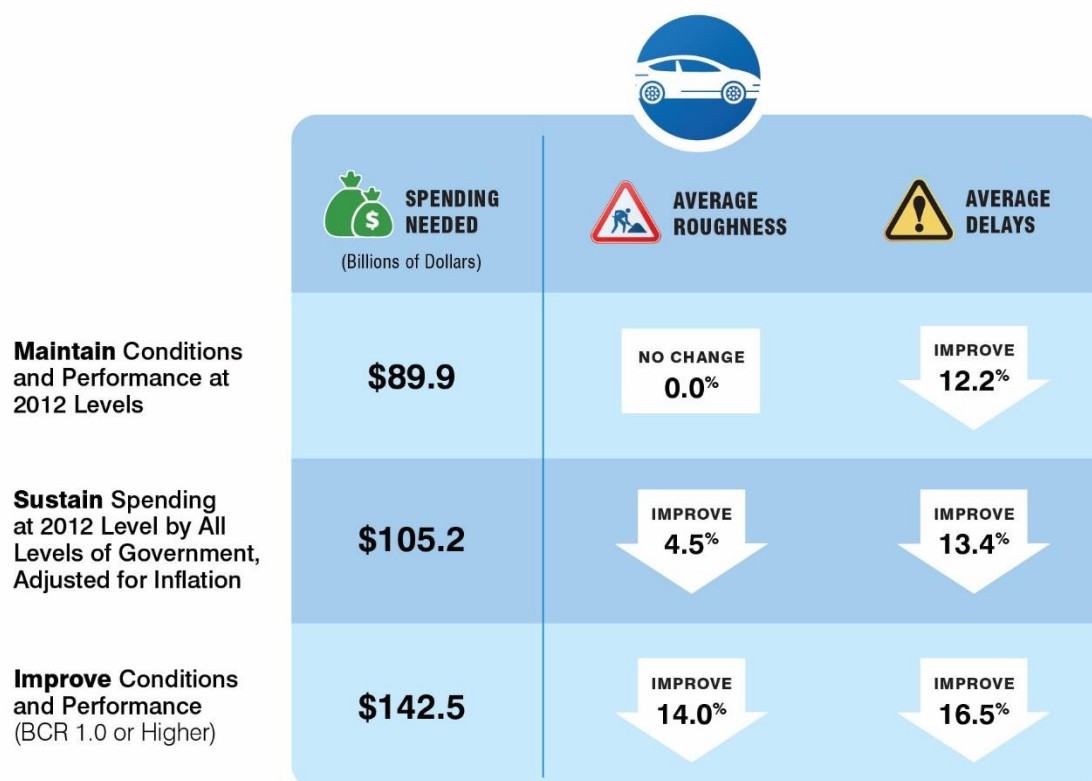 SPENDING
NEEDED
(Billions of Dollars)
AVERAGE
ROUGHNESS
AVERAGE
DELAYS
Maintain Conditions
and Performance at
2012 Levels
$89.9
NO CHANGE
0.0%
IMPROVE
12.2%
Sustain Spending
at 2012 Level by All
Levels of Government,
Adjusted for Inflation
$105.2
IMPROVE
4.5%
IMPROVE
13.4%
Improve Conditions
and Performance
(BCR 1.0 or Higher)
$142.5
IMPROVE
14.0%
IMPROVE
16.5%